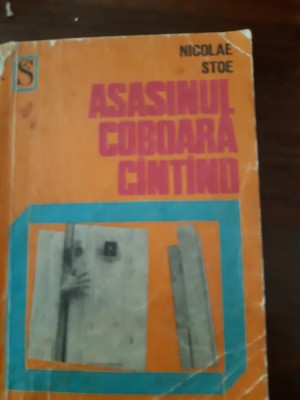 NICOLAE
STOE
S
ASASINUL
COBOARĂ
CÎNTÎND